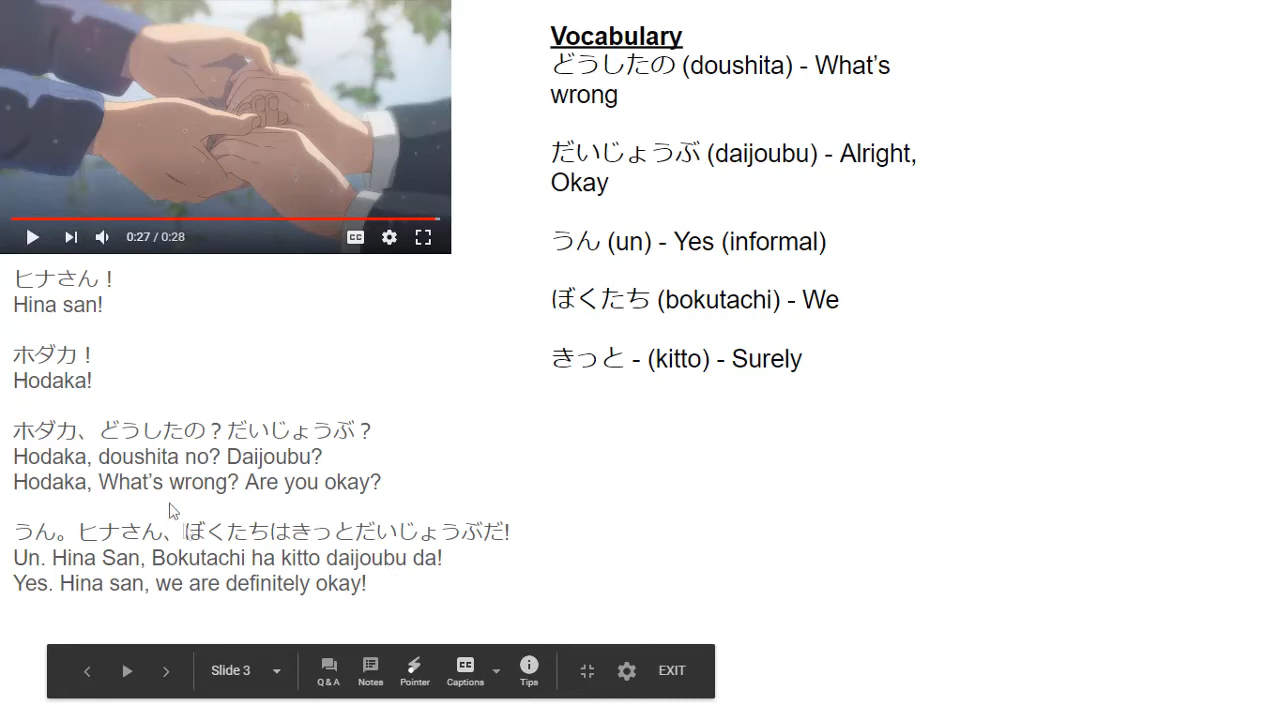 0:27 / 0:28
CC
ヒナさん！
Hina san!
ホダカ！
Hodaka!
ホダカ、どうしたの？だいじょうぶ？
Hodaka, doushita no? Daijoubu?
Hodaka, What's wrong? Are you okay?
うん。ヒナさん、ぼくたちはきっとだいじょうぶだ!
Un. Hina San, Bokutachi ha kitto daijoubu da!
Yes. Hina san, we are definitely okay!
Vocabulary
どうしたの (doushita) - What's
wrong
だいじょうぶ (daijoubu) - Alright,
Okay
うん (un) - Yes (informal)
ぼくたち (bokutachi) - We
きっと - (kitto) - Surely
Slide 3
Q & A
Notes
Pointer
CC
Captions
Tips
EXIT